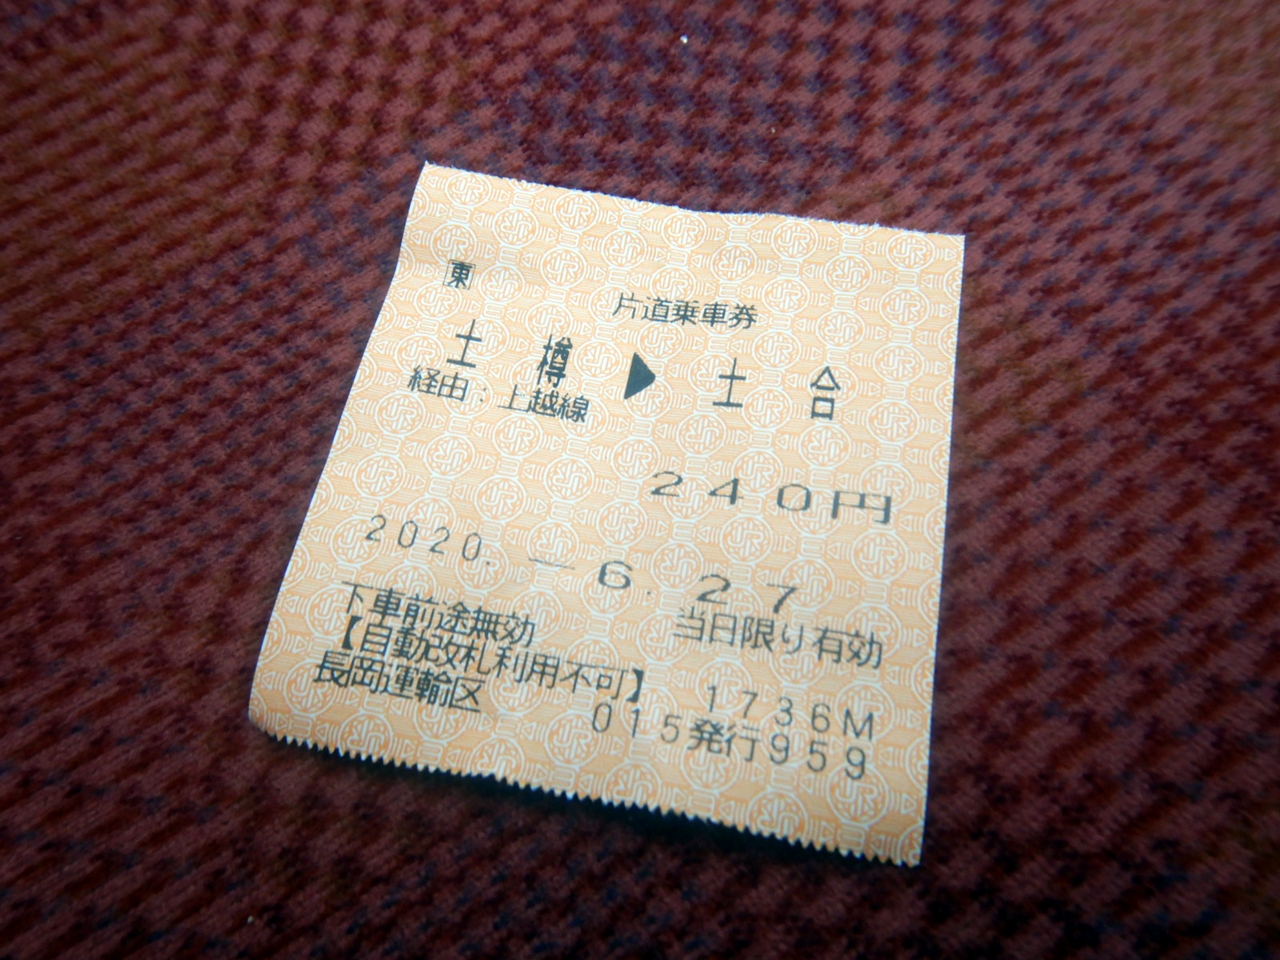 東
片道乗車券
土樽▶土合
経由：上越線
240円
2020.-6.27
下車前途無効 当日限り有効
【自動改札利用不可】
長岡運輸区 1736M
015発行959